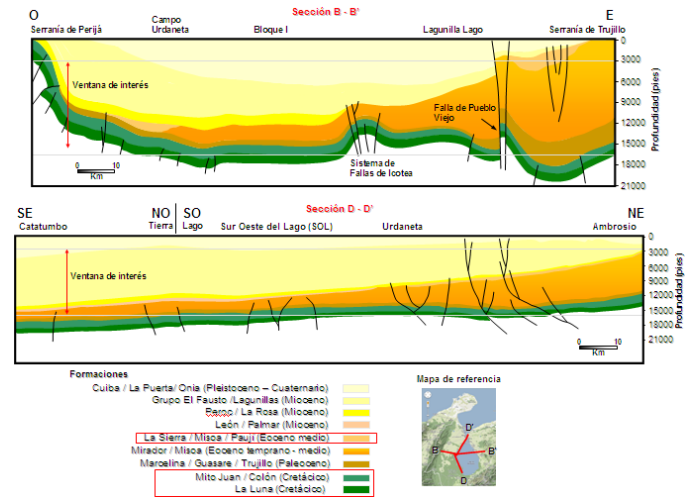 Sección B - B'
O
E
Serranía de Perijá
Campo
Urdaneta
Bloque I
Lagunilla Lago
Serranía de Trujillo
0
3000
6000
9000
12000
15000
18000
21000
Profundidad (pies)
Ventana de interés
Falla de Pueblo
Viejo
Sistema de
Fallas de Icotea
0 10
Km
Sección D - D'
SE
NO
SO
NE
Catatumbo
Tierra
Lago
Sur Oeste del Lago (SOL)
Urdaneta
Ambrosio
0
3000
6000
9000
12000
15000
18000
21000
Profundidad (pies)
Ventana de interés
0 10
Km
Formaciones
Cuiba / La Puerta/ Onia (Pleistoceno – Cuaternario)
Grupo El Fausto /Lagunillas (Mioceno)
/ La Rosa (Mioceno)
León / Palmar (Mioceno)
La Sierra / Misoa / Paují (Eoceno medio)
Mirador / Misoa (Eoceno temprano - medio)
Marcelina / Guasare / Trujillo (Paleoceno)
Mito Juan / Colón (Cretácico)
La Luna (Cretácico)
Mapa de referencia
D'
B
B'
D